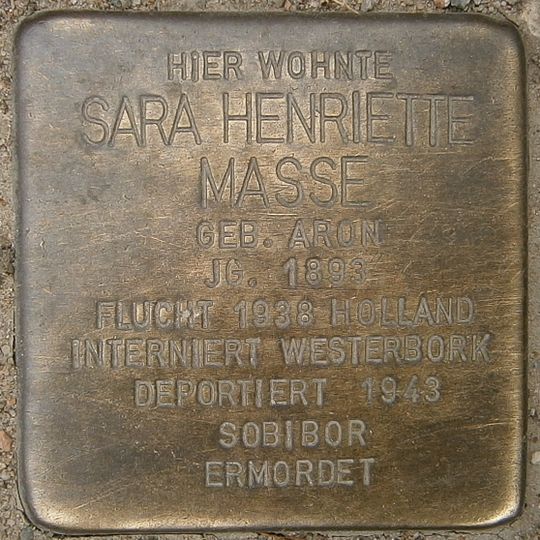 HIER WOHNTE
SARA HENRIETTE
MASSE
GEB. ARON
JG. 1893
FLUCHT 1938 HOLLAND
INTERNIERT WESTERBORK
DEPORTIERT 1943
SOBIBOR
ERMORDET